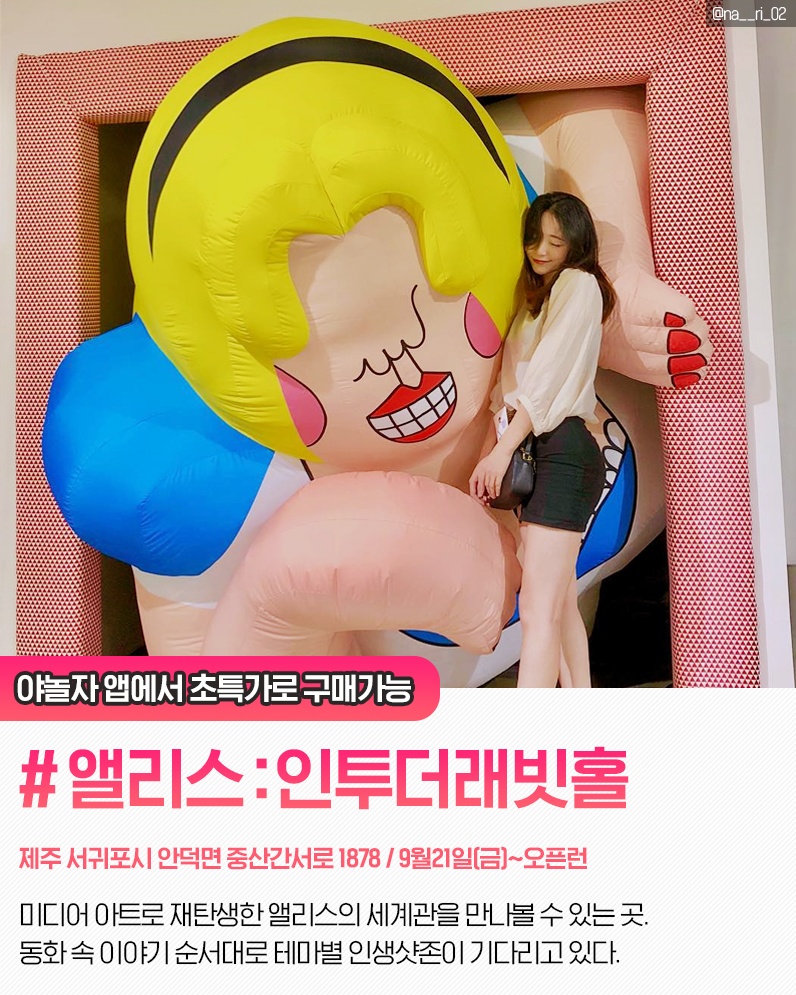 @na__ri_02
야놀자 앱에서 초특가로 구매가능
# 앨리스:인투더래빗홀
제주 서귀포시 안덕면 중산간서로 1878 / 9월21일(금)~오픈런
미디어 아트로 재탄생한 앨리스의 세계관을 만나볼 수 있는 곳.
동화 속 이야기 순서대로 테마별 인생샷존이 기다리고 있다.